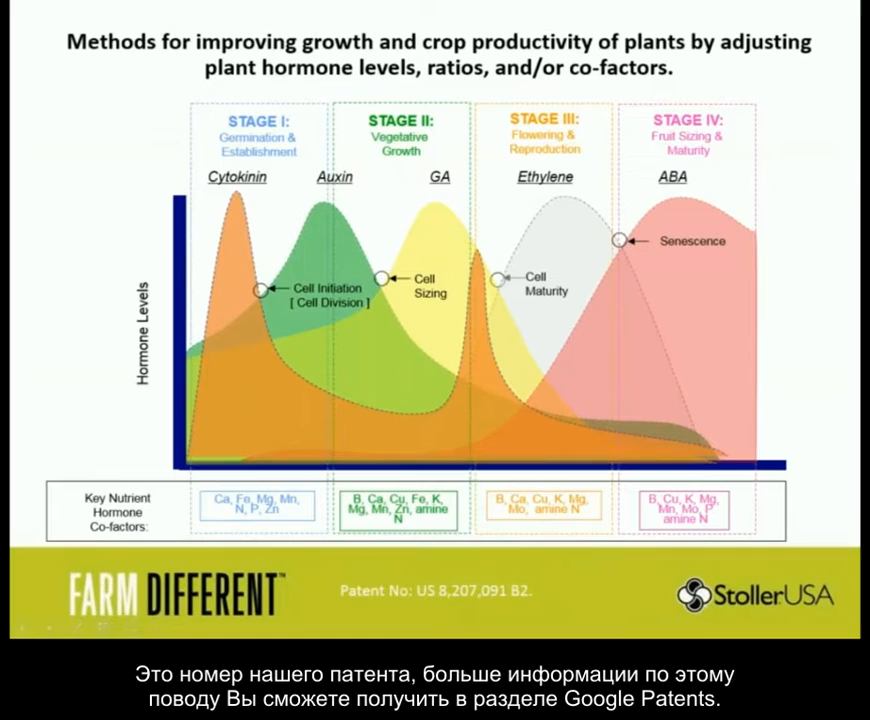 Methods for improving growth and crop productivity of plants by adjusting
plant hormone levels, ratios, and/or co-factors.
STAGE I:
Germination &
Establishment
STAGE II:
Vegetative
Growth
STAGE III:
Flowering &
Reproduction
STAGE IV:
Fruit Sizing &
Maturity
Cytokinin
Auxin
GA
Ethylene
ABA
Senescence
Cell
Sizing
Cell
Maturity
Cell Initiation
[ Cell Division ]
Hormone Levels
Key Nutrient
Hormone
Co-factors:
Ca, Fe, Mg, Mn,
N, P, Zn
B, Ca, Cu, Fe, K,
Mg, Mn, Zn, amine
N
B, Ca, Cu, K, Mg,
Mo, amine N
B, Cu, K, Mg,
Mn, Mo, P
amine N
FARM DIFFERENT™
Patent No: US 8,207,091 B2.
StollerUSA
Это номер нашего патента, больше информации по этому
поводу Вы сможете получить в разделе Google Patents.